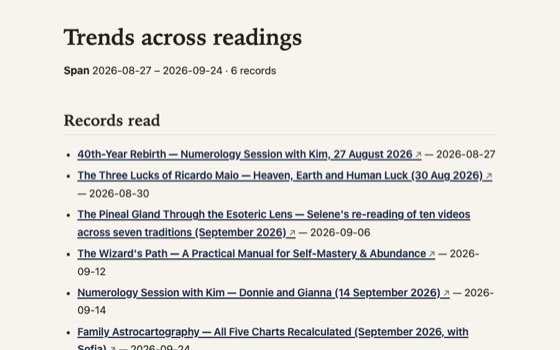 Trends across readings
Span 2026-08-27 – 2026-09-24 · 6 records
Records read
• 40th-Year Rebirth — Numerology Session with Kim, 27 August 2026 ↗ — 2026-08-27
• The Three Lucks of Ricardo Maio — Heaven, Earth and Human Luck (30 Aug 2026) ↗
— 2026-08-30
• The Pineal Gland Through the Esoteric Lens — Selene's re-reading of ten videos
across seven traditions (September 2026) ↗ — 2026-09-06
• The Wizard's Path — A Practical Manual for Self-Mastery & Abundance ↗ — 2026-
09-12
• Numerology Session with Kim — Donnie and Gianna (14 September 2026) ↗ — 2026-
09-14
• Family Astrocartography — All Five Charts Recalculated (September 2026, with
Sofia) ↗ — 2026-09-24